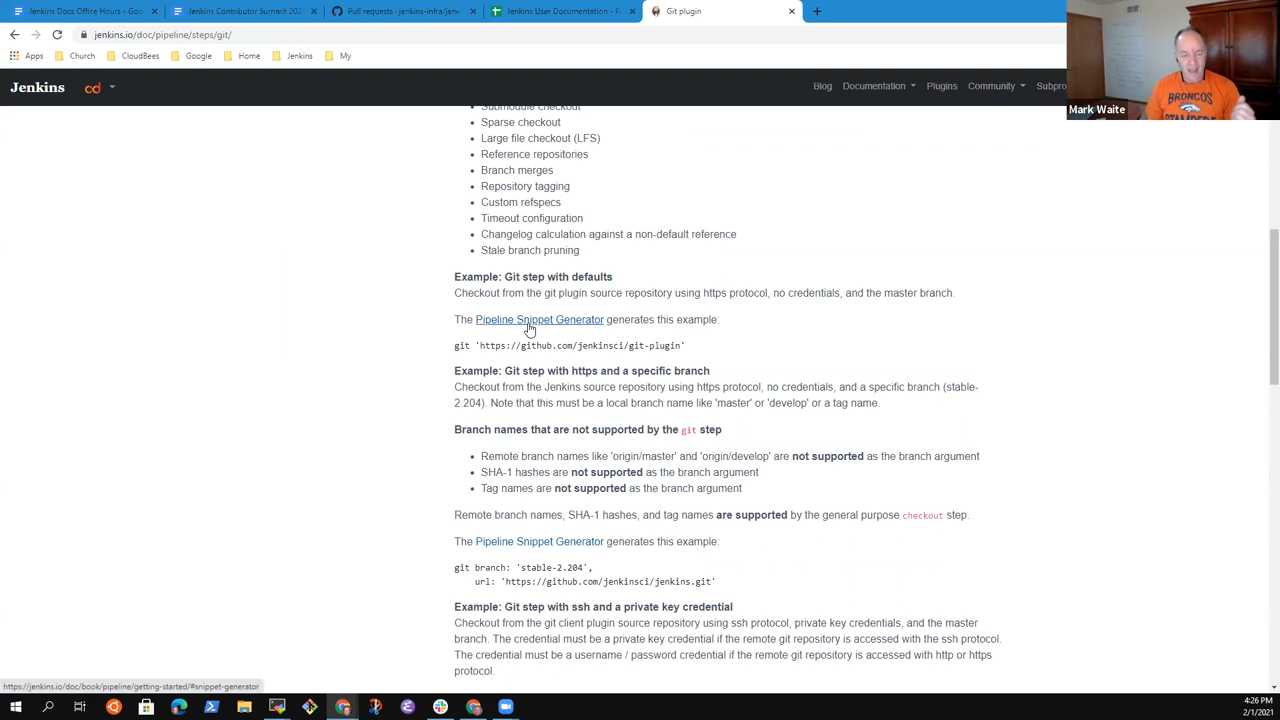 Jenkins Docs Office Hours - Goo
Jenkins Contributor Summit 202
Pull requests · jenkins-infra/jenk
Jenkins User Documentation - P
Git plugin
jenkins.io/doc/pipeline/steps/git/
Apps
Church
CloudBees
Google
Home
Jenkins
My
Jenkins
cd
Blog
Documentation
Plugins
Community
Subpro
Mark Waite
BRONCOS
STAMPEDE
Submodule checkout
Sparse checkout
Large file checkout (LFS)
Reference repositories
Branch merges
Repository tagging
Custom refspecs
Timeout configuration
Changelog calculation against a non-default reference
Stale branch pruning
Example: Git step with defaults
Checkout from the git plugin source repository using https protocol, no credentials, and the master branch.
The Pipeline Snippet Generator generates this example:
git 'https://github.com/jenkinsci/git-plugin'
Example: Git step with https and a specific branch
Checkout from the Jenkins source repository using https protocol, no credentials, and a specific branch (stable-
2.204). Note that this must be a local branch name like 'master' or 'develop' or a tag name.
Branch names that are not supported by the git step
Remote branch names like 'origin/master' and 'origin/develop' are not supported as the branch argument
SHA-1 hashes are not supported as the branch argument
Tag names are not supported as the branch argument
Remote branch names, SHA-1 hashes, and tag names are supported by the general purpose checkout step.
The Pipeline Snippet Generator generates this example:
git branch: 'stable-2.204',
url: 'https://github.com/jenkinsci/jenkins.git'
Example: Git step with ssh and a private key credential
Checkout from the git client plugin source repository using ssh protocol, private key credentials, and the master
branch. The credential must be a private key credential if the remote git repository is accessed with the ssh protocol.
The credential must be a username / password credential if the remote git repository is accessed with http or https
protocol.
https://jenkins.io/doc/book/pipeline/getting-started/#snippet-generator
4:26 PM
2/1/2021